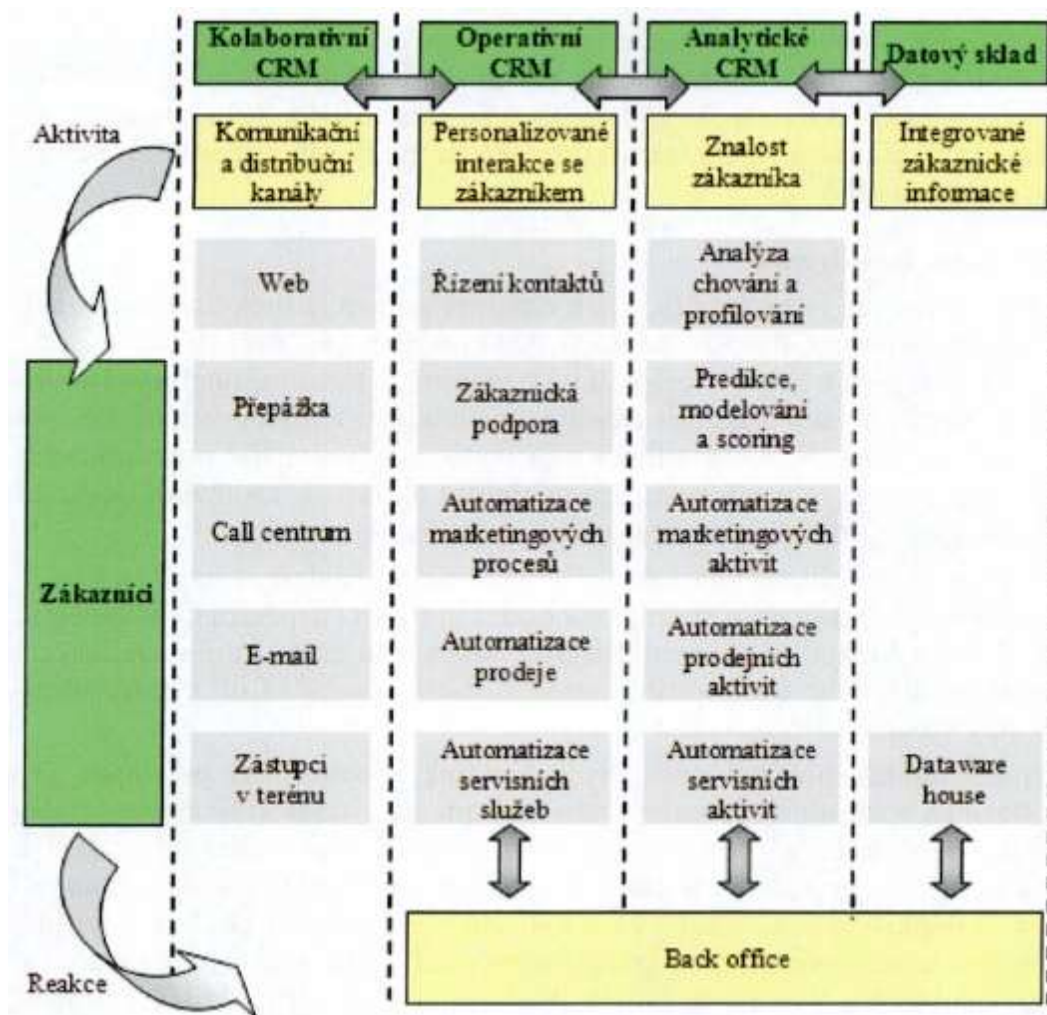 Kolaborativní
CRM
Operativní
CRM
Analytické
CRM
Datový sklad
Aktivita
Komunikační
a distribuční
kanály
Personalizované
interakce se
zákazníkem
Znalost
zákazníka
Integrované
zákaznické
informace
Web
Řízení kontaktů
Analýza
chování a
profilování
Přepážka
Zákaznická
podpora
Predikce,
modelování
a scoring
Call centrum
Automatizace
marketingových
procesů
Automatizace
marketingových
aktivit
Zákazníci
E-mail
Automatizace
prodeje
Automatizace
prodejních
aktivit
Zástupci
v terénu
Automatizace
servisních
služeb
Automatizace
servisních
aktivit
Dataware
house
Back office
Reakce